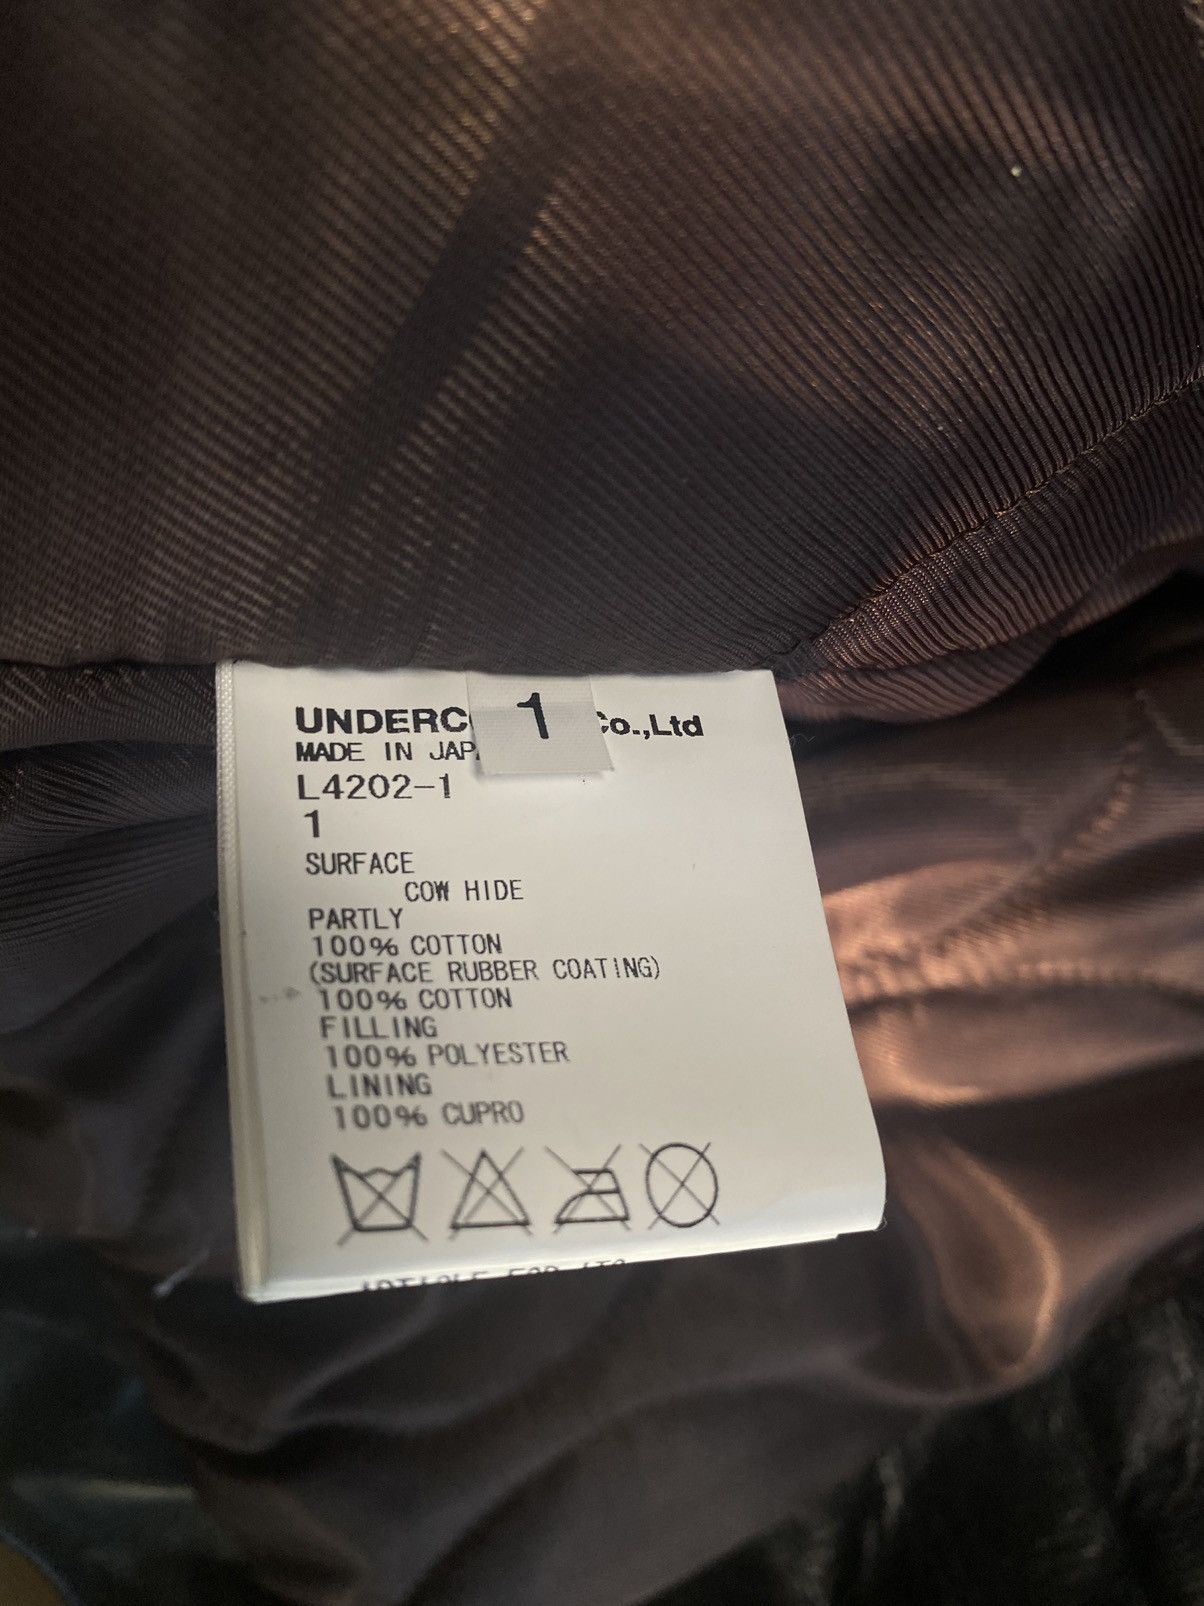 1
UNDERC Co.,Ltd
MADE IN JAP
L4202-1
1
SURFACE
COW HIDE
PARTLY
100% COTTON
(SURFACE RUBBER COATING)
100% COTTON
FILLING
100% POLYESTER
LINING
100% CUPRO